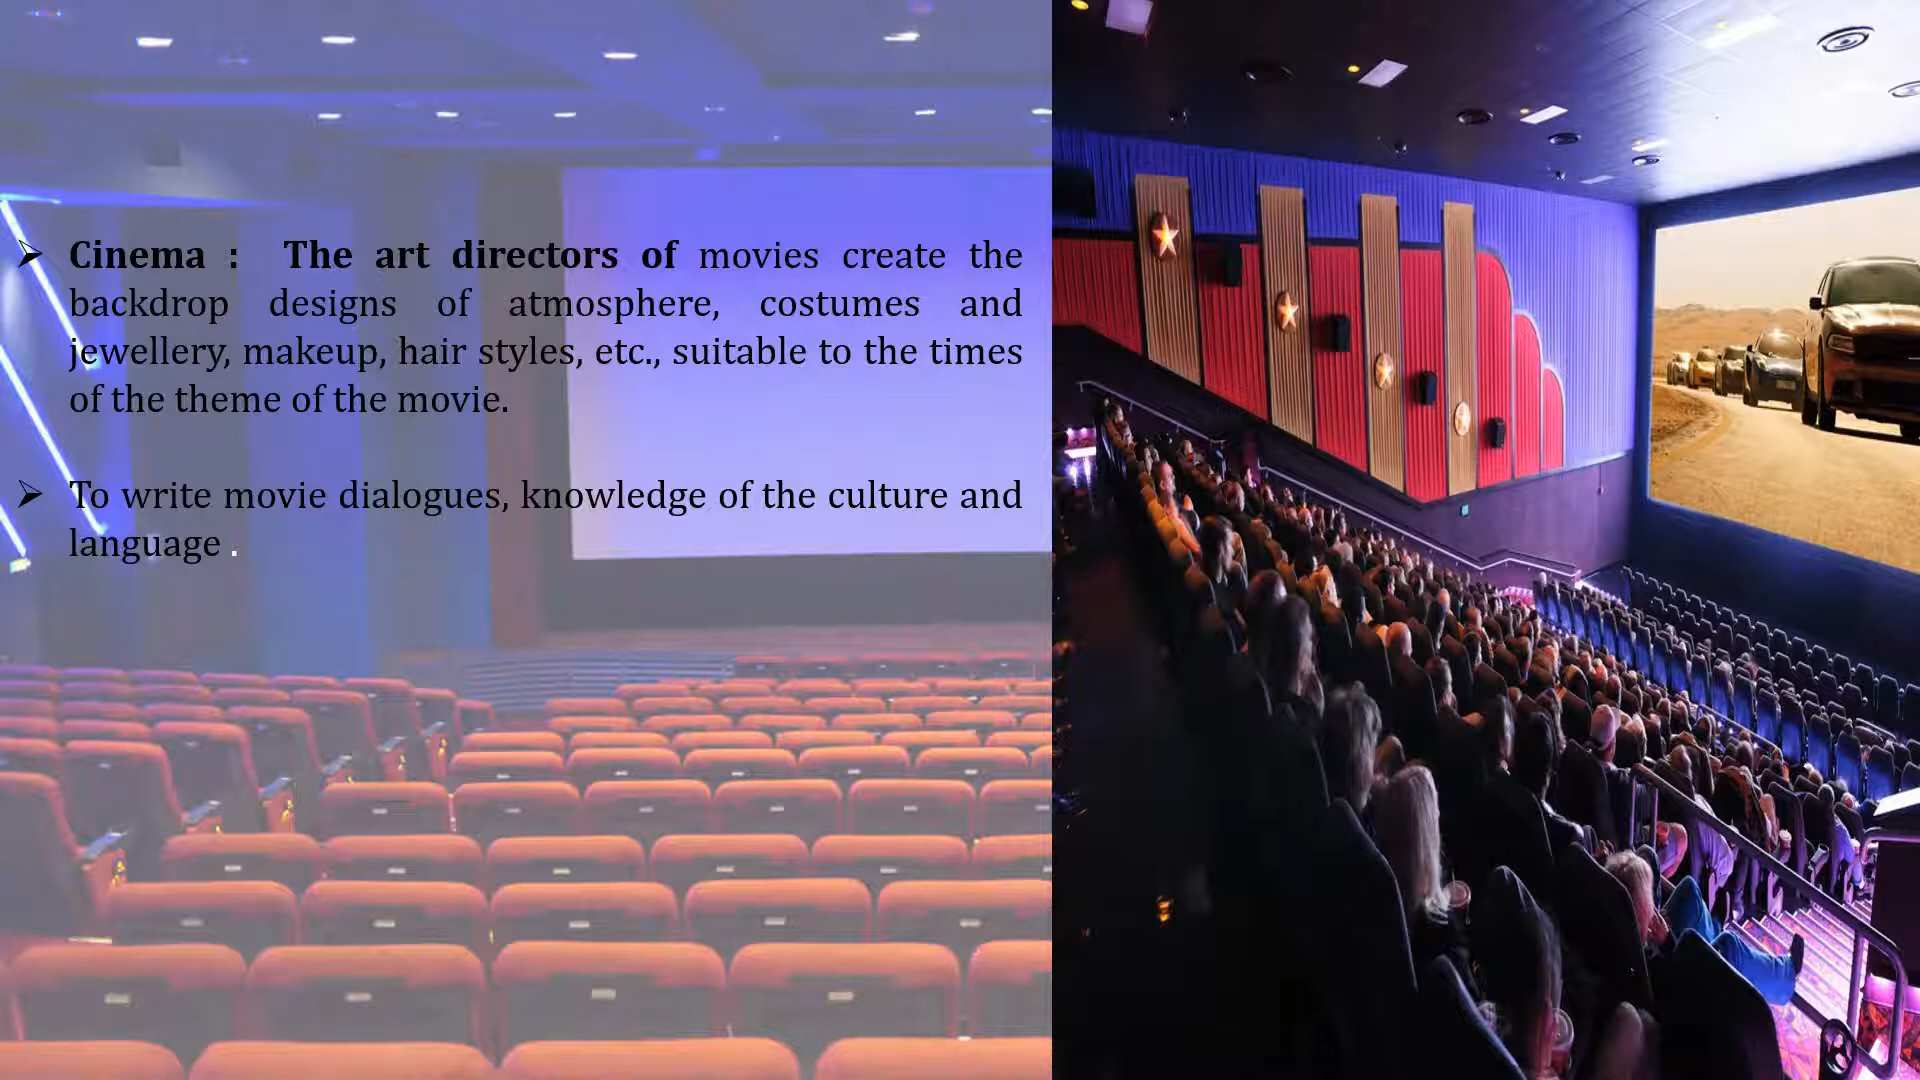 ➢ Cinema : The art directors of movies create the
backdrop designs of atmosphere, costumes and
jewellery, makeup, hair styles, etc., suitable to the times
of the theme of the movie.
➢ To write movie dialogues, knowledge of the culture and
language .